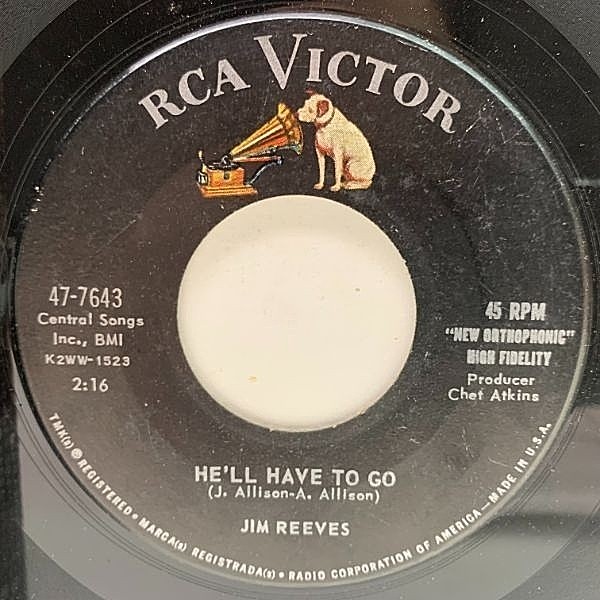 RCA VICTOR
47-7643
Central Songs
Inc., BMI
K2WW-1523
2:16
45 RPM
"NEW ORTHOPHONIC"
HIGH FIDELITY
Producer
Chet Atkins
HE'LL HAVE TO GO
(J. Allison-A. Allison)
JIM REEVES
TMK(s) ® REGISTERED • MARCA(s) REGISTRADA(s) • RADIO CORPORATION OF AMERICA—MADE IN U.S.A.